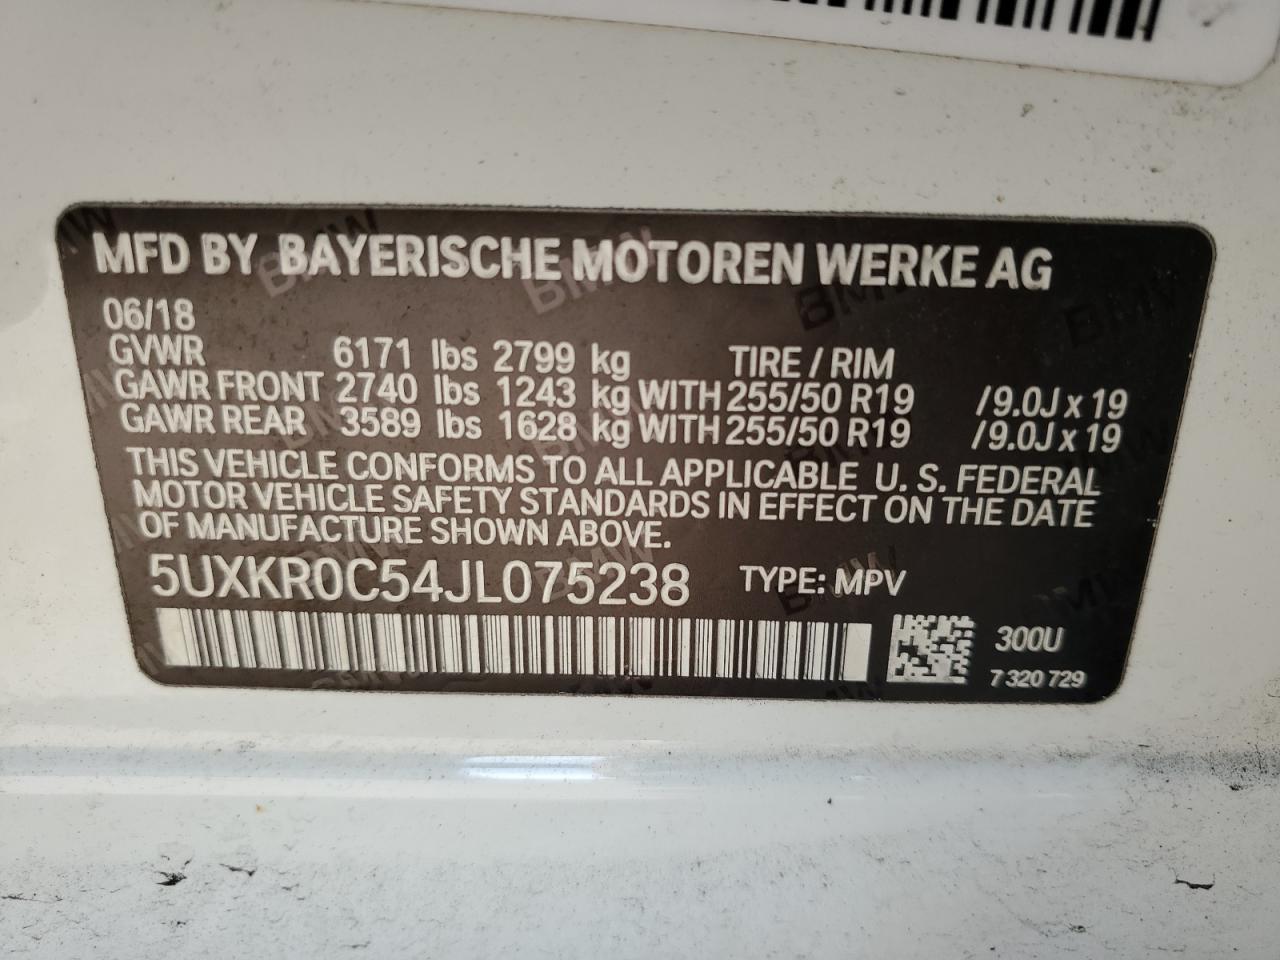 MFD BY BAYERISCHE MOTOREN WERKE AG
06/18
GVWR 6171 lbs 2799 kg TIRE / RIM
GAWR FRONT 2740 lbs 1243 kg WITH 255/50 R19 /9.0J x 19
GAWR REAR 3589 lbs 1628 kg WITH 255/50 R19 /9.0J x 19
THIS VEHICLE CONFORMS TO ALL APPLICABLE U. S. FEDERAL
MOTOR VEHICLE SAFETY STANDARDS IN EFFECT ON THE DATE
OF MANUFACTURE SHOWN ABOVE.
5UXKR0C54JL075238 TYPE: MPV
300U
7 320 729